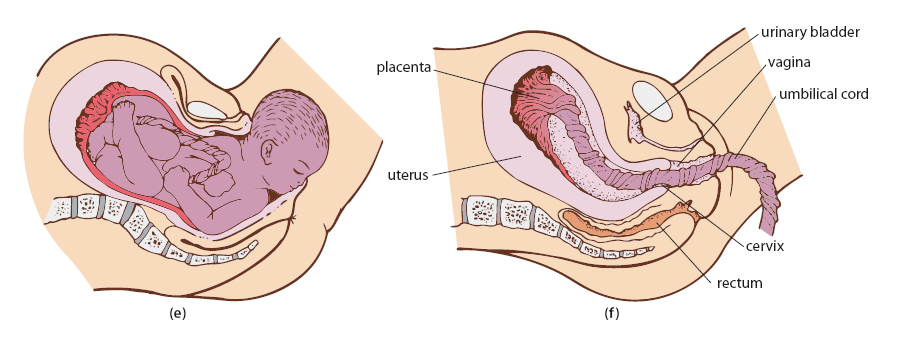 urinary bladder
vagina
placenta
umbilical cord
uterus
cervix
rectum
(e)
(f)